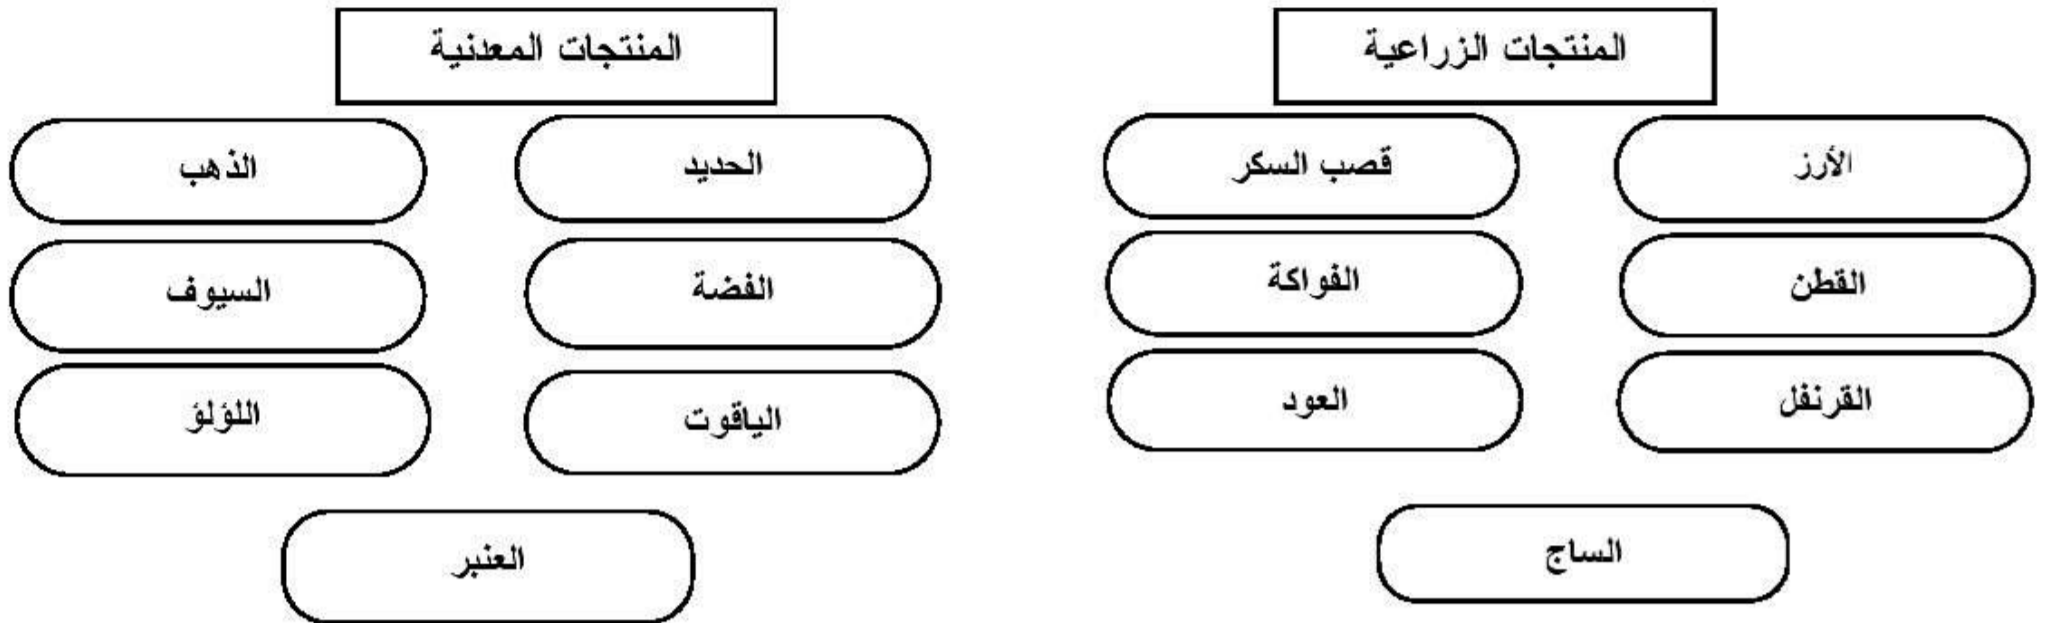 المنتجات الزراعية
الأرز
قصب السكر
القطن
الفواكة
القرنفل
العود
الساج
المنتجات المعدنية
الحديد
الذهب
الفضة
السيوف
الياقوت
اللؤلؤ
العنبر